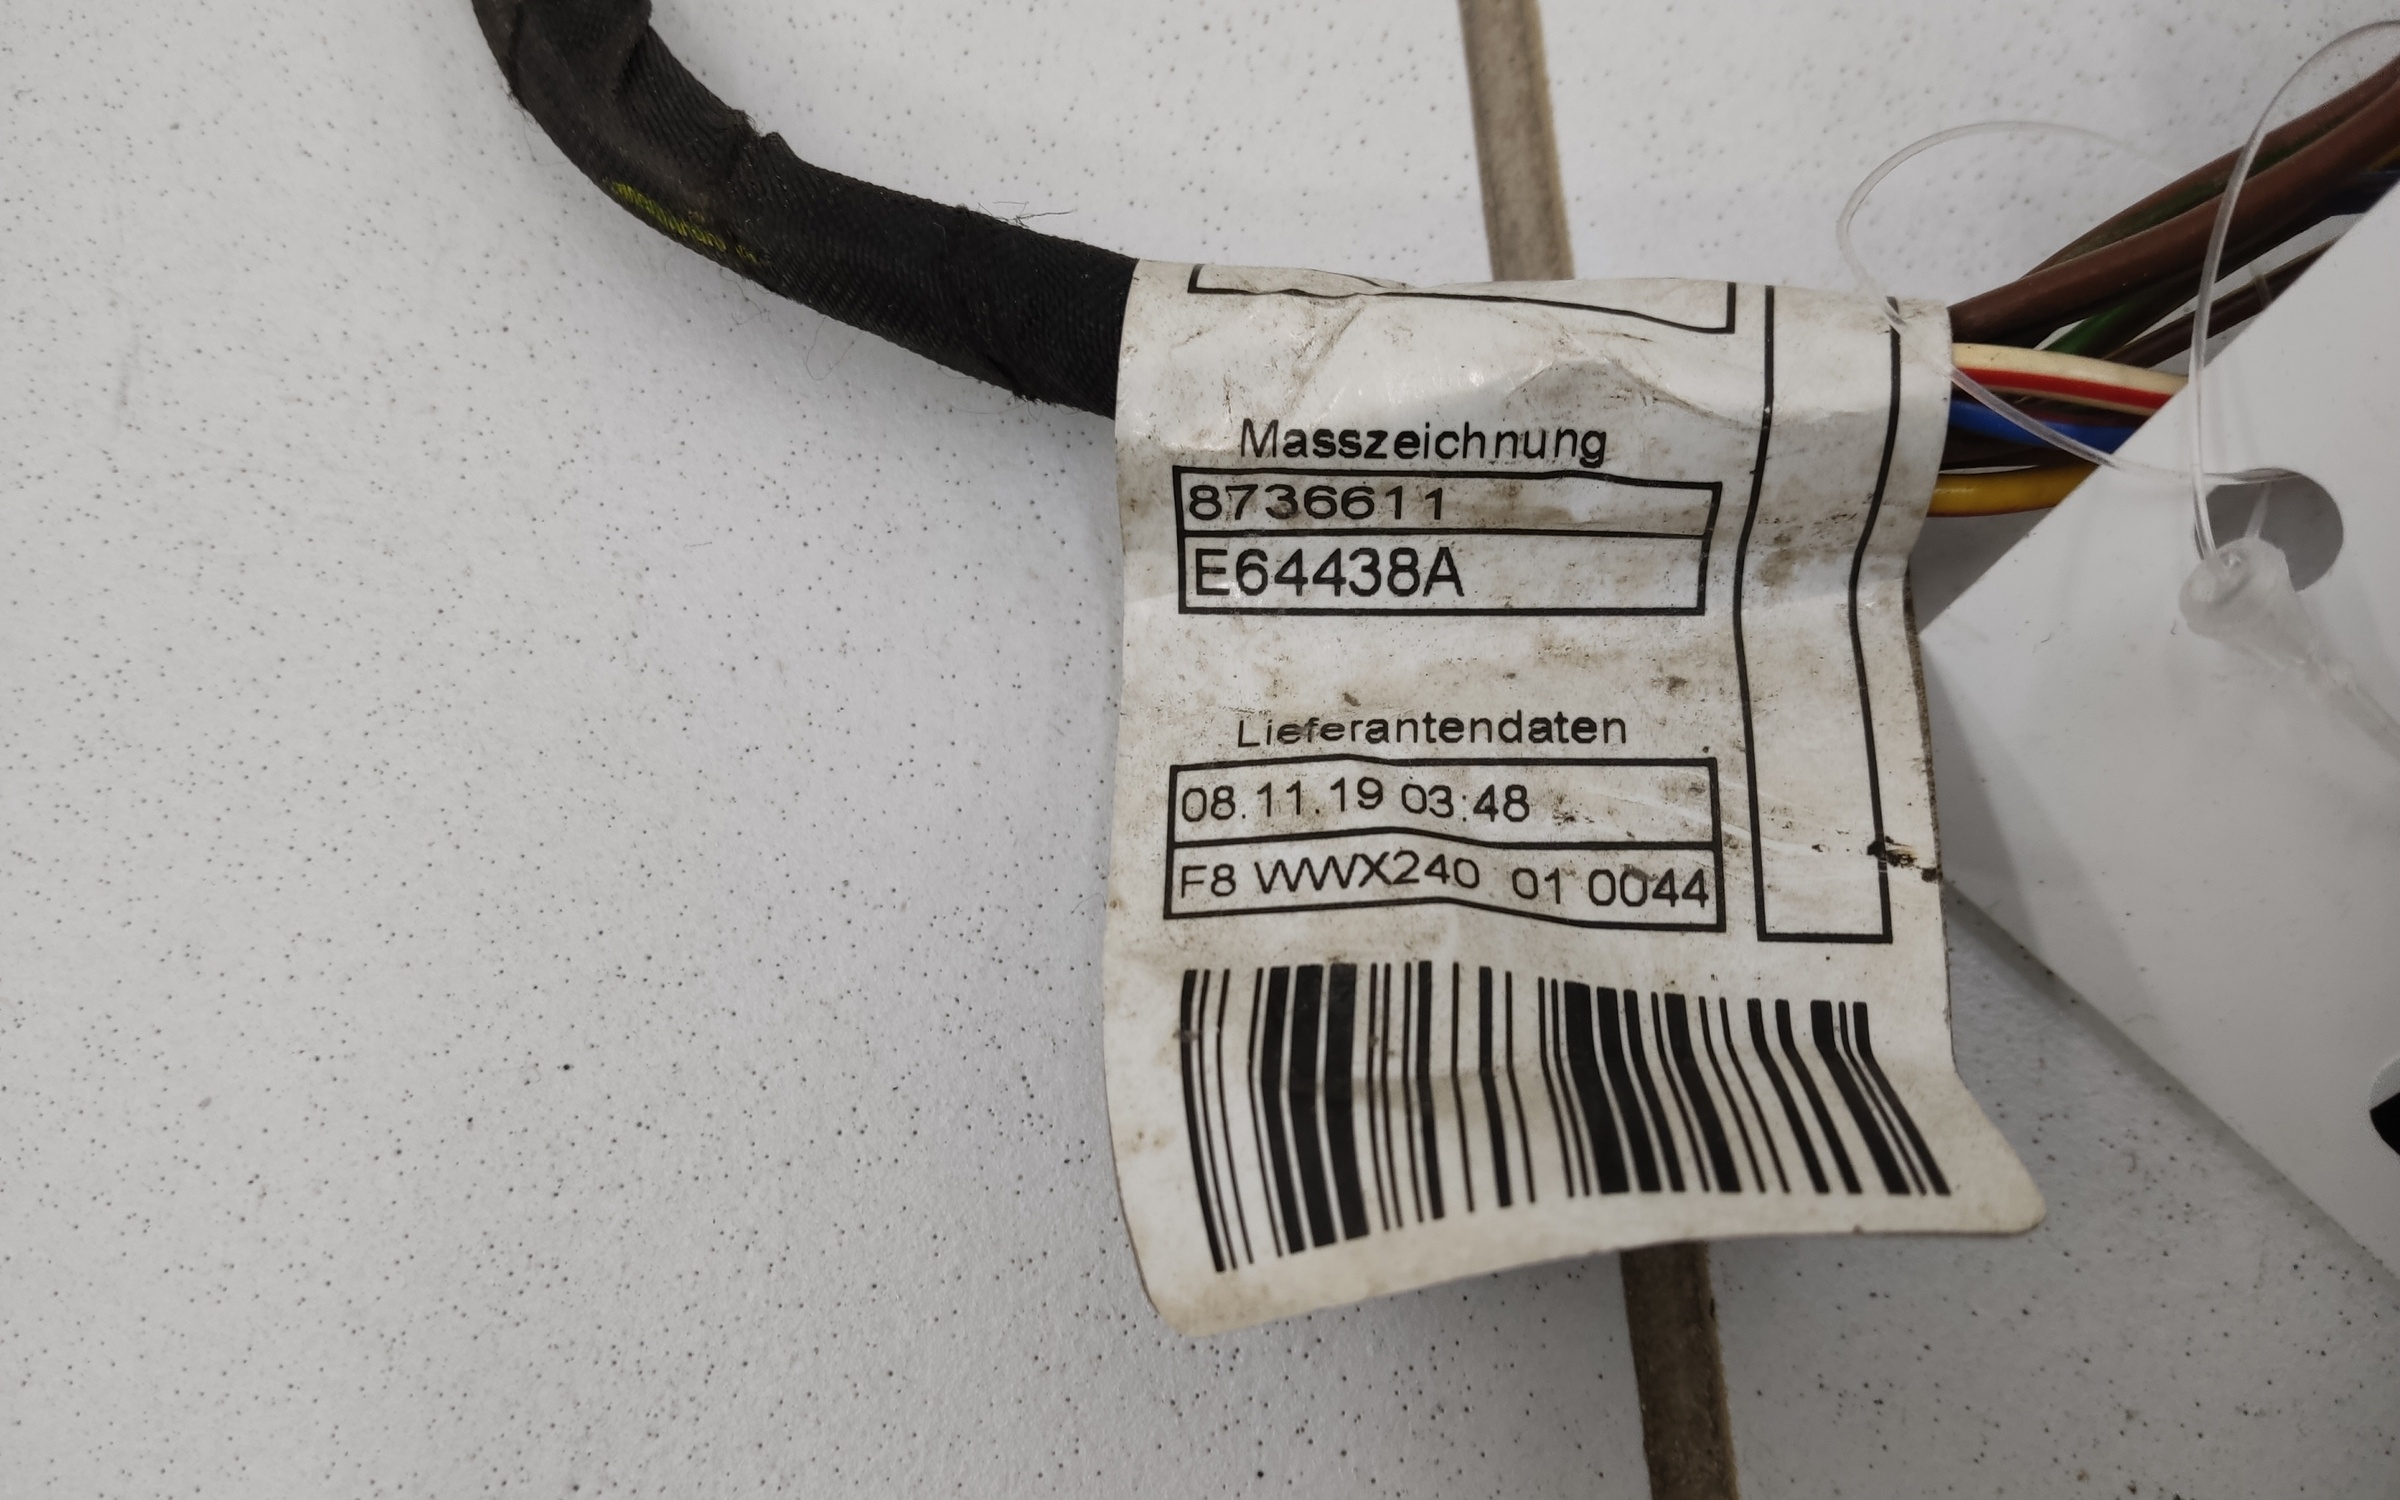 Masszeichnung
8736611
E64438A
Lieferantendaten
08.11.19 03:48
F8 WWX240 01 0044